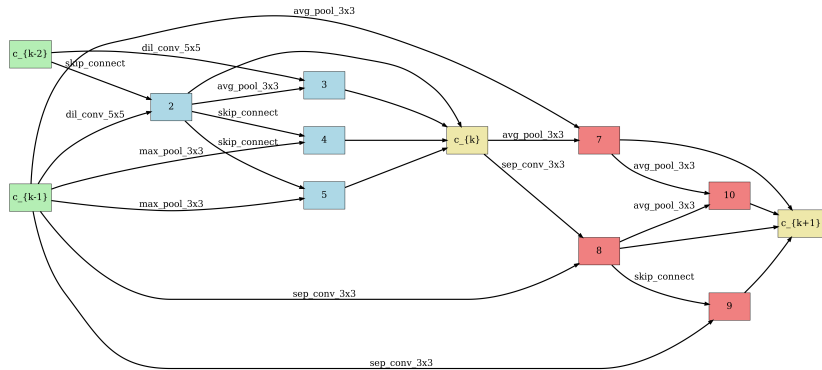 avg_pool_3x3
c_{k-2}
dil_conv_5x5
skip_connect
3
avg_pool_3x3
2
dil_conv_5x5
skip_connect
4
c_{k}
avg_pool_3x3
7
skip_connect
max_pool_3x3
sep_conv_3x3
avg_pool_3x3
c_{k-1}
5
max_pool_3x3
10
avg_pool_3x3
c_{k+1}
8
skip_connect
sep_conv_3x3
9
sep_conv_3x3